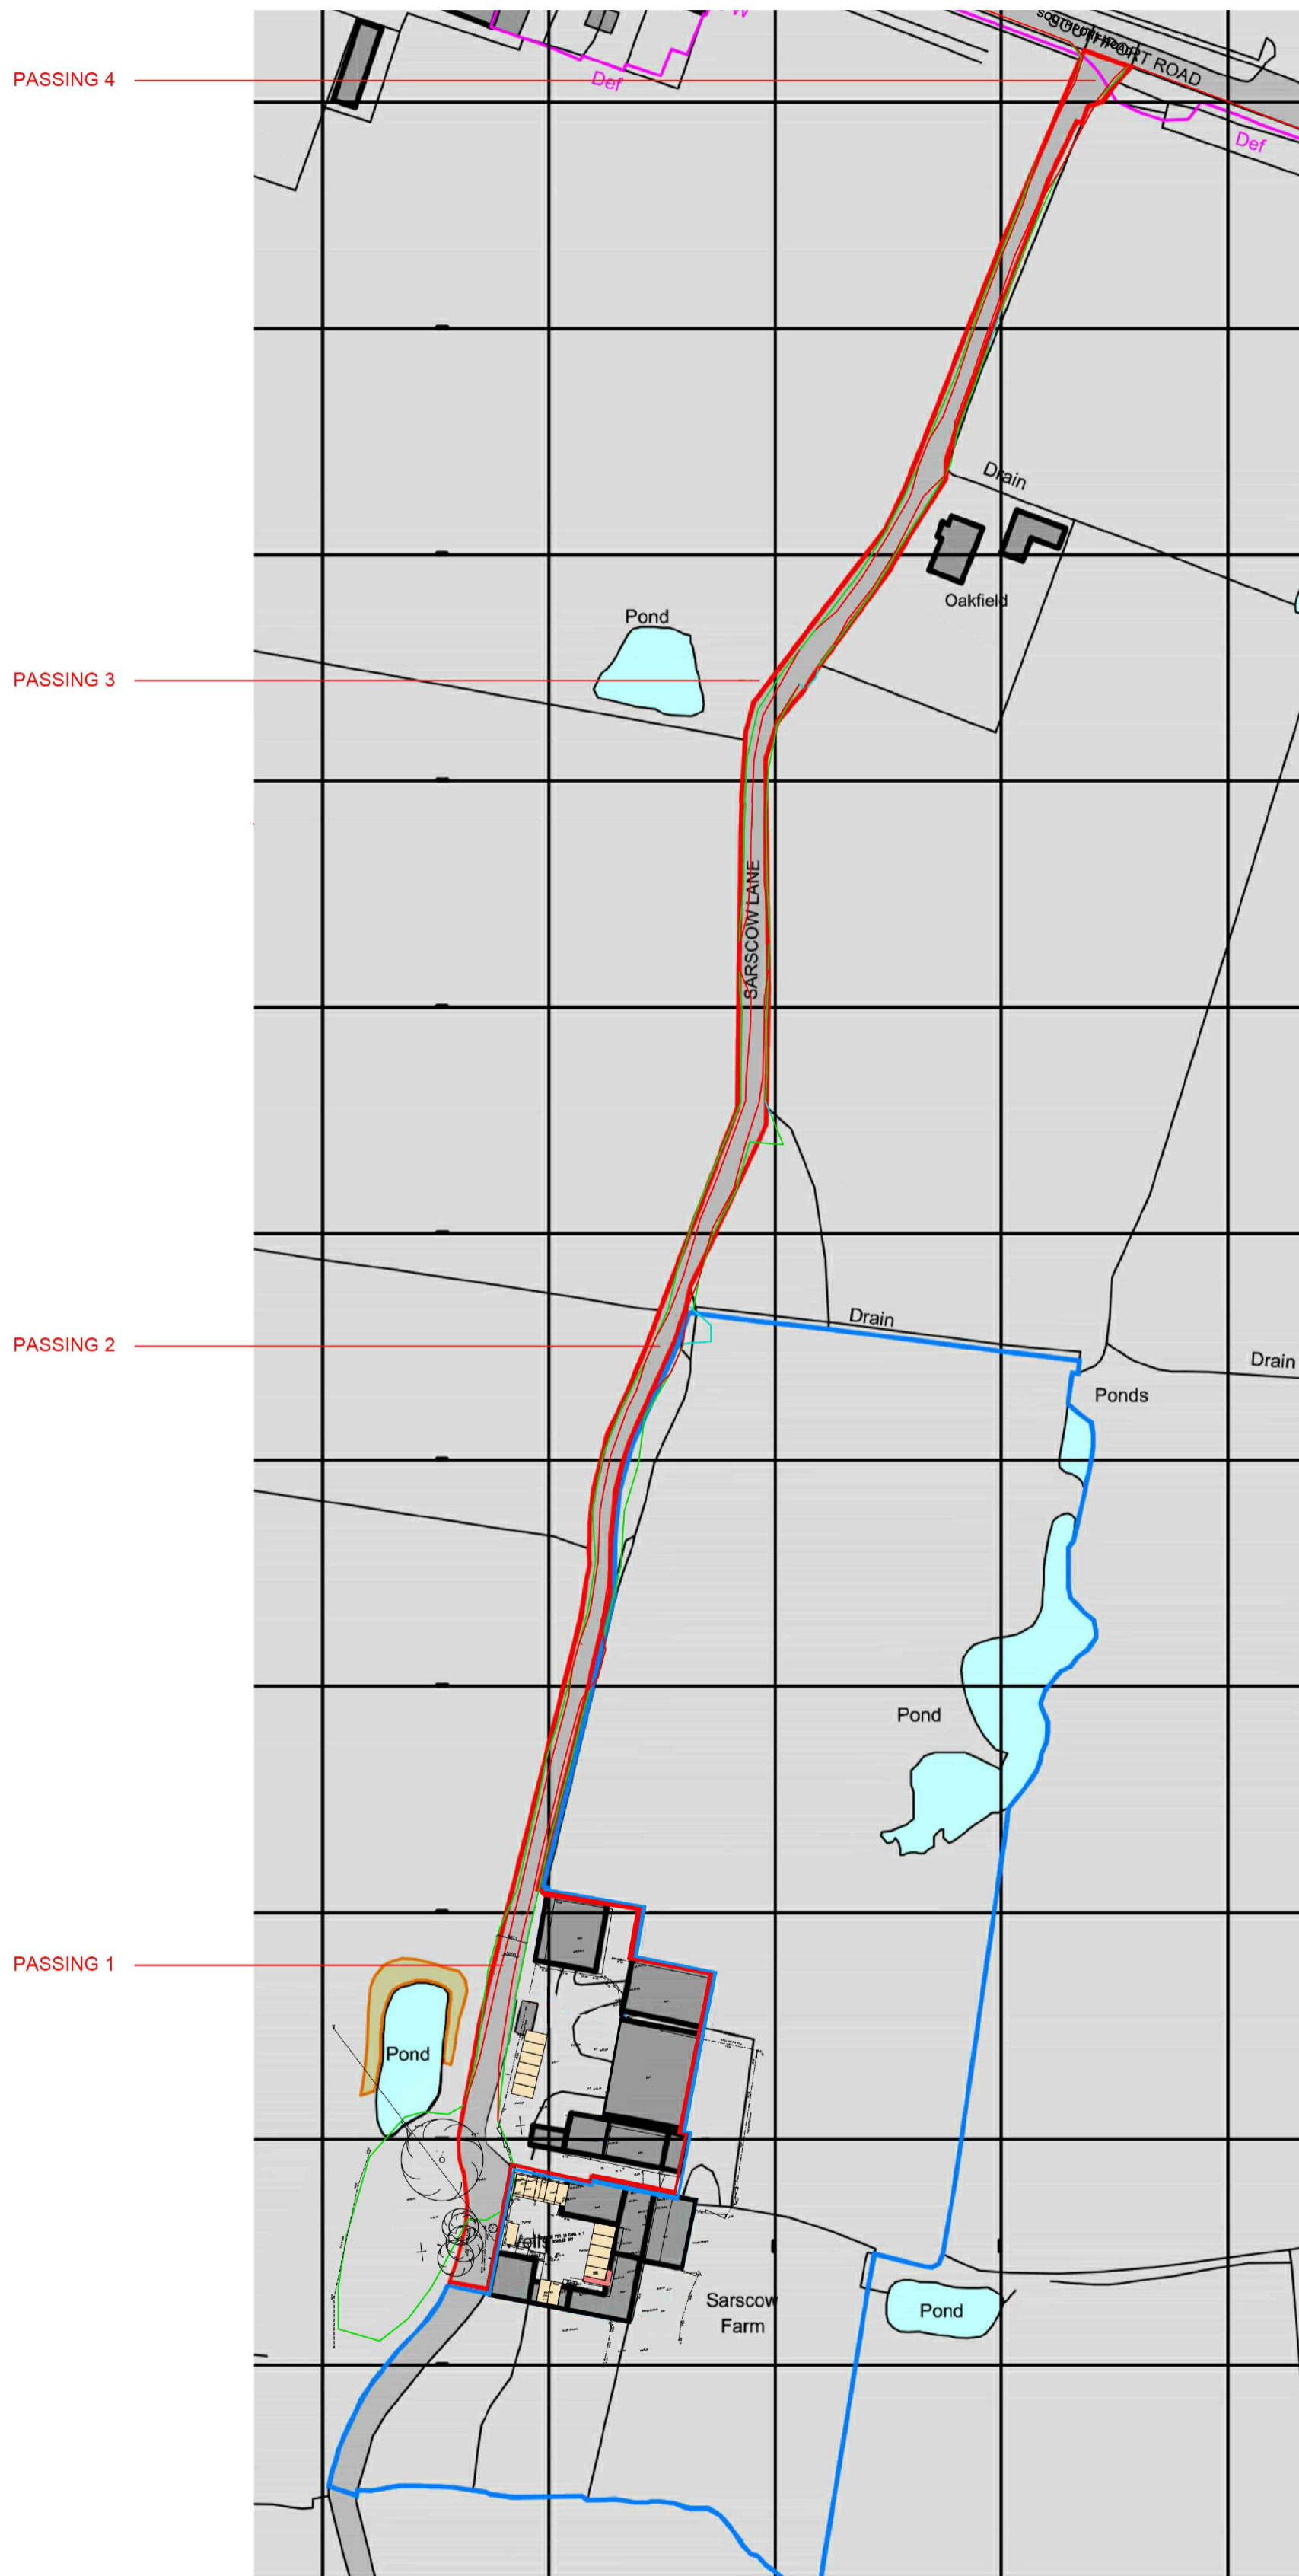 PASSING 4
SOUTHPORT ROAD
Def
Def
Drain
Oakfield
Pond
PASSING 3
SARSCOW LANE
Drain
PASSING 2
Drain
Ponds
Pond
PASSING 1
Pond
Sarscow
Farm
Pond